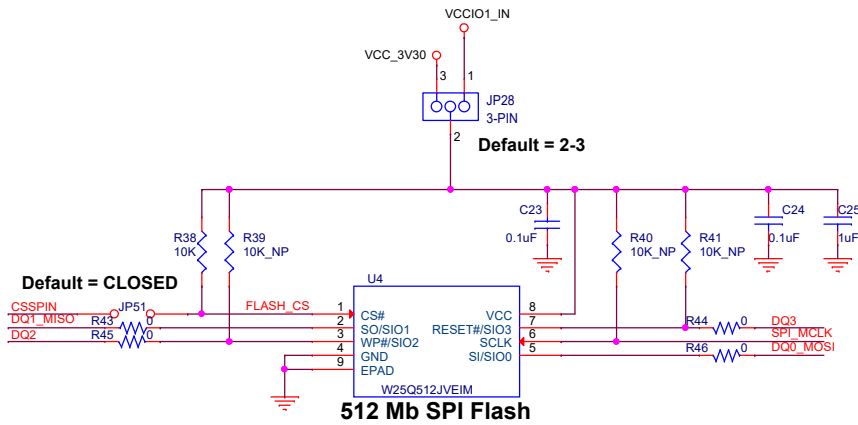 VCCIO1_IN
VCC_3V30
3 1
JP28
3-PIN
2
Default = 2-3
C23
0.1uF
C24
0.1uF
C25
1uF
R38
10K
R39
10K_NP
R40
10K_NP
R41
10K_NP
Default = CLOSED
U4
CSSPIN JP51 FLASH_CS 1 CS# VCC 8
DQ1_MISO R43 0 2 SO/SIO1 RESET#/SIO3 7 R44 0 DQ3
DQ2 R45 0 3 WP#/SIO2 SCLK 6 SPI_MCLK
4 GND SI/SIO0 5 R46 0 DQ0_MOSI
9 EPAD
W25Q512JVEIM
512 Mb SPI Flash